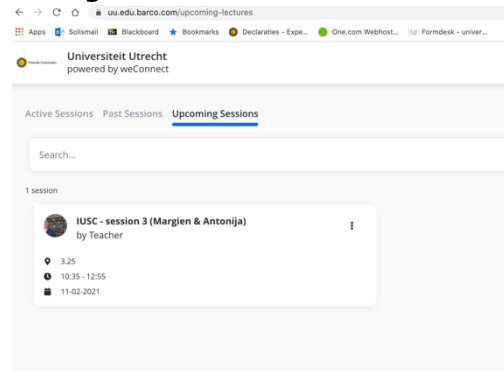 uu.edu.barco.com/upcoming-lectures
Apps Solismail Blackboard Bookmarks Declaraties - Expe... One.com Webhost... Formdesk - univer...
Universiteit Utrecht
powered by weConnect
Active Sessions Past Sessions Upcoming Sessions
Search...
1 session
IUSC - session 3 (Margien & Antonija)
by Teacher
3.25
10:35 - 12:55
11-02-2021